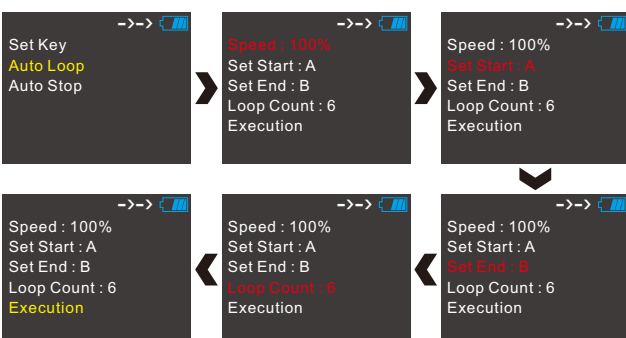 ->->
Set Key
Auto Loop
Auto Stop
->->
Speed : 100%
Set Start : A
Set End : B
Loop Count : 6
Execution
->->
Speed : 100%
Set Start : A
Set End : B
Loop Count : 6
Execution
->->
Speed : 100%
Set Start : A
Set End : B
Loop Count : 6
Execution
->->
Speed : 100%
Set Start : A
Set End : B
Loop Count : 6
Execution
->->
Speed : 100%
Set Start : A
Set End : B
Loop Count : 6
Execution